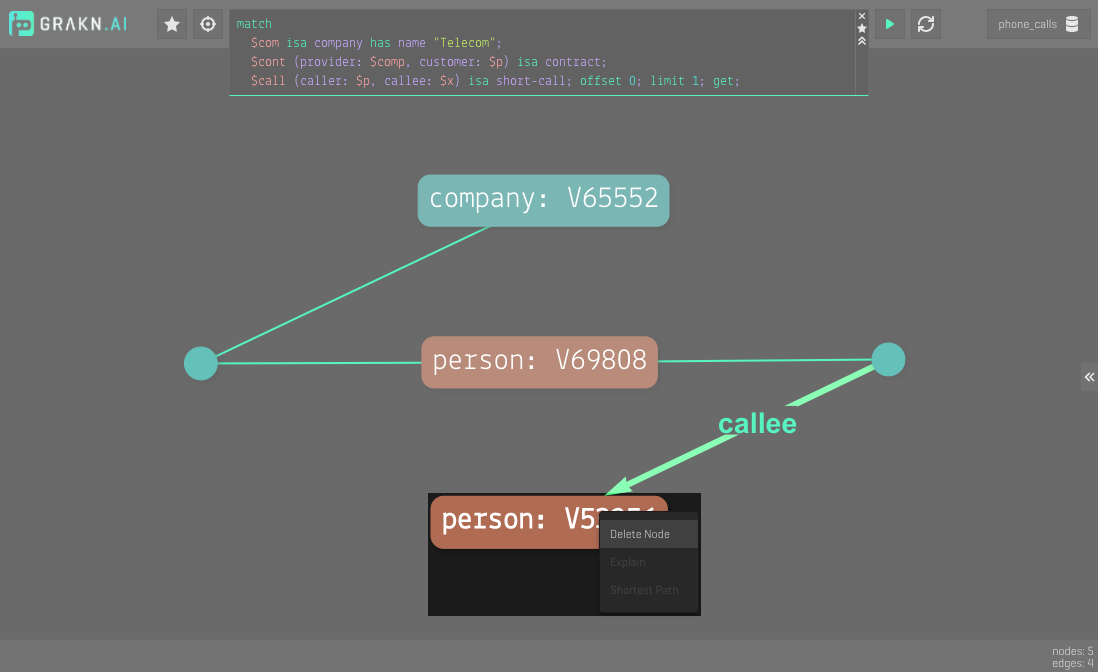 GRAKN.AI
match
$com isa company has name "Telecom";
$cont (provider: $comp, customer: $p) isa contract;
$call (caller: $p, callee: $x) isa short-call; offset 0; limit 1; get;
phone_calls
company: V65552
person: V69808
callee
person:
Delete Node
Explain
Shortest Path
nodes: 5
edges: 4